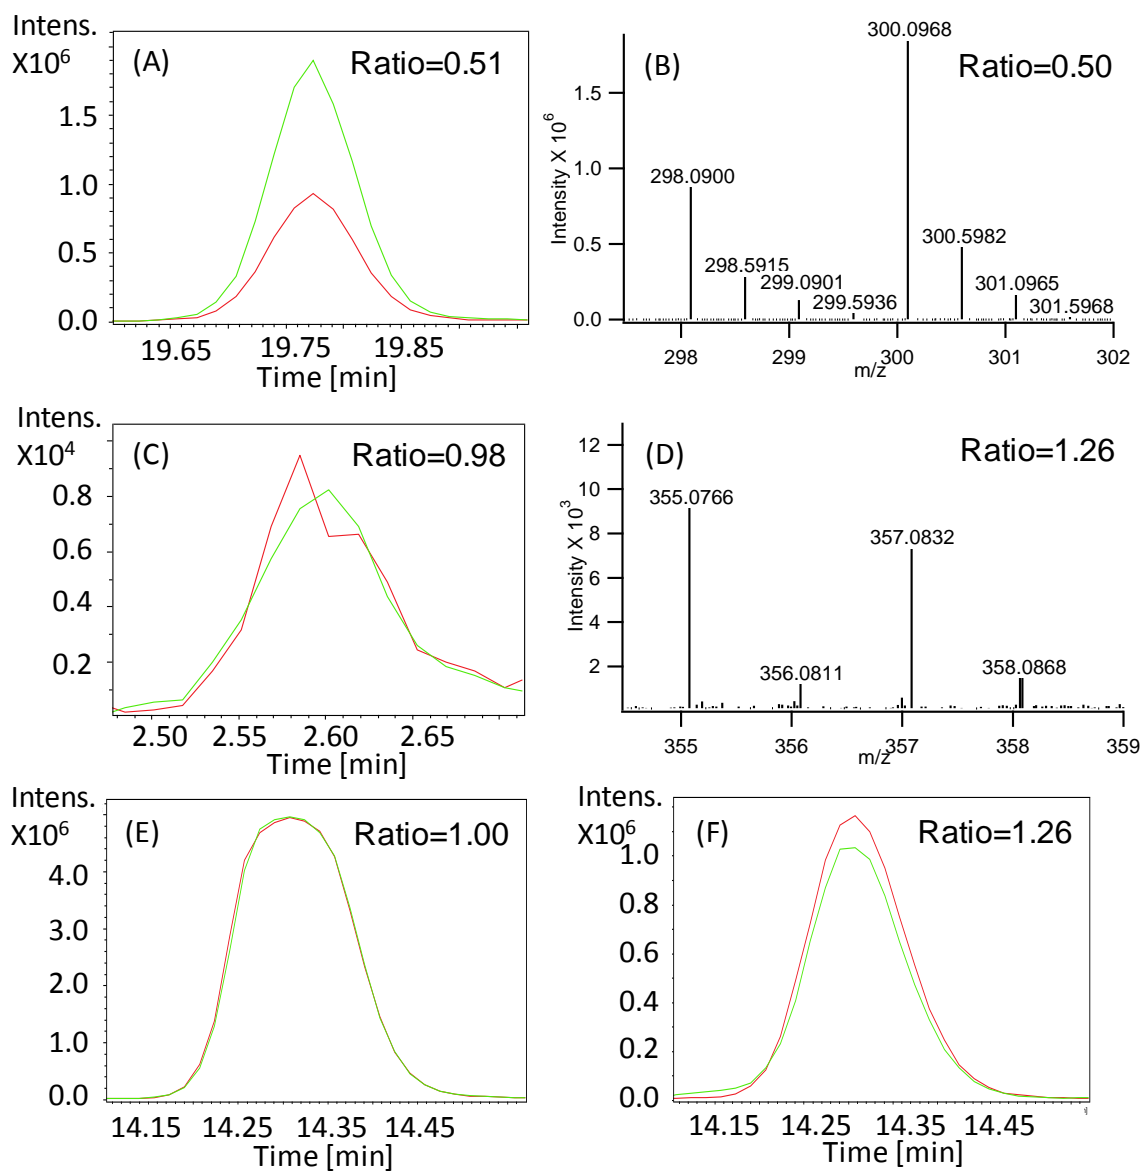 Intens.
X10⁶
(A)
Ratio=0.51
1.5
1.0
0.5
0.0
19.65 19.75 19.85
Time [min]
(B)
Ratio=0.50
Intensity X 10⁶
1.5
1.0
0.5
0.0
300.0968
298.0900
298.5915
299.0901
299.5936
300.5982
301.0965
301.5968
298 299 300 301 302
m/z
Intens.
X10⁴
(C)
Ratio=0.98
0.8
0.6
0.4
0.2
2.50 2.55 2.60 2.65
Time [min]
(D)
Ratio=1.26
Intensity X 10³
12
10
8
6
4
2
355.0766
356.0811
357.0832
358.0868
355 356 357 358 359
m/z
Intens.
X10⁶
(E)
Ratio=1.00
4.0
3.0
2.0
1.0
0.0
14.15 14.25 14.35 14.45
Time [min]
Intens.
X10⁶
(F)
Ratio=1.26
1.0
0.8
0.6
0.4
0.2
0.0
14.15 14.25 14.35 14.45
Time [min]